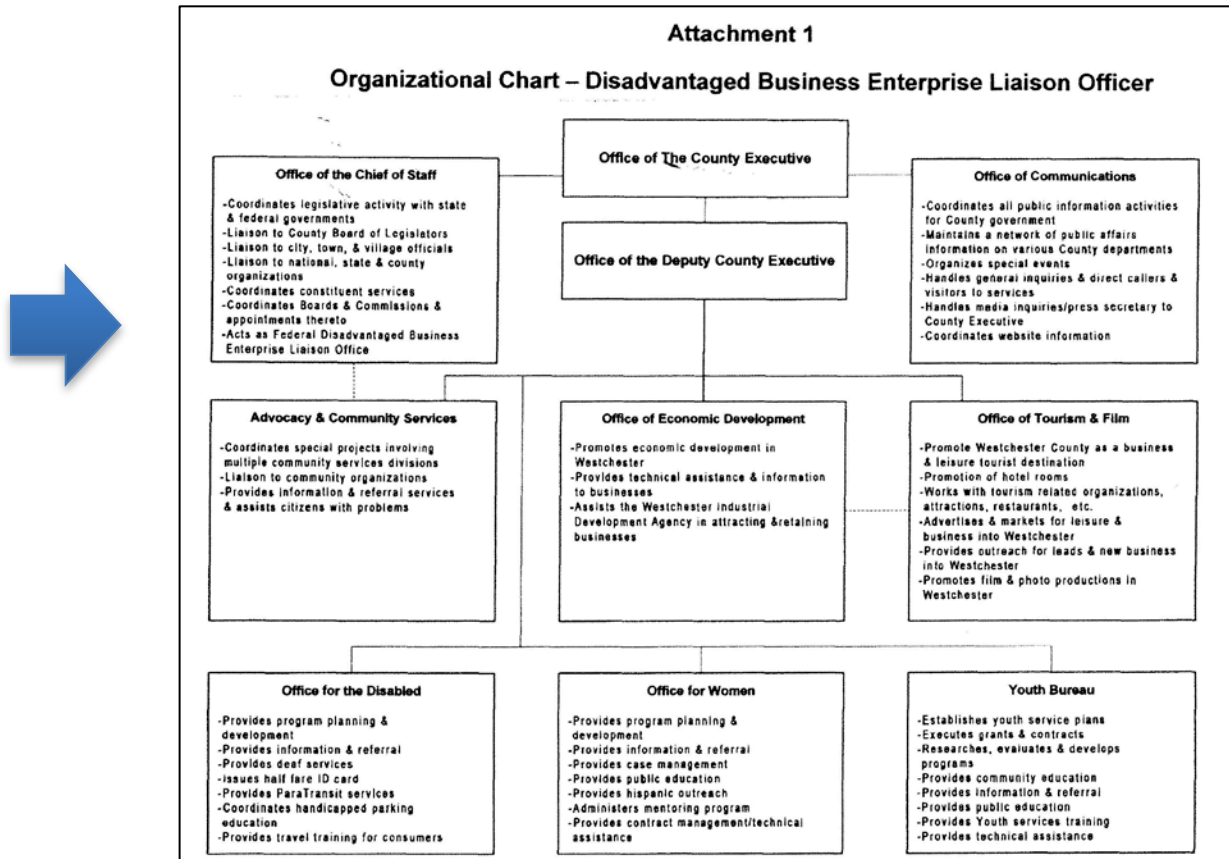 Attachment 1
Organizational Chart – Disadvantaged Business Enterprise Liaison Officer
Office of The County Executive
Office of the Chief of Staff
-Coordinates legislative activity with state
& federal governments
-Liaison to County Board of Legislators
-Liaison to city, town, & village officials
-Liaison to national, state & county
organizations
-Coordinates constituent services
-Coordinates Boards & Commissions &
appointments thereto
-Acts as Federal Disadvantaged Business
Enterprise Liaison Office
Office of the Deputy County Executive
Office of Communications
-Coordinates all public information activities
for County government
-Maintains a network of public affairs
information on various County departments
-Organizes special events
-Handles general inquiries & direct callers &
visitors to services
-Handles media inquiries/press secretary to
County Executive
-Coordinates website information
Advocacy & Community Services
-Coordinates special projects involving
multiple community services divisions
-Liaison to community organizations
-Provides information & referral services
& assists citizens with problems
Office of Economic Development
-Promotes economic development in
Westchester
-Provides technical assistance & information
to businesses
-Assists the Westchester Industrial
Development Agency in attracting &retaining
businesses
Office of Tourism & Film
-Promote Westchester County as a business
& leisure tourist destination
-Promotion of hotel rooms
-Works with tourism related organizations,
attractions, restaurants, etc.
-Advertises & markets for leisure &
business into Westchester
-Provides outreach for leads & new business
into Westchester
-Promotes film & photo productions in
Westchester
Office for the Disabled
-Provides program planning &
development
-Provides information & referral
-Provides deaf services
-Issues half fare ID card
-Provides ParaTransit services
-Coordinates handicapped parking
education
-Provides travel training for consumers
Office for Women
-Provides program planning &
development
-Provides information & referral
-Provides case management
-Provides public education
-Provides hispanic outreach
-Administers mentoring program
-Provides contract management/technical
assistance
Youth Bureau
-Establishes youth service plans
-Executes grants & contracts
-Researches, evaluates & develops
programs
-Provides community education
-Provides information & referral
-Provides public education
-Provides Youth services training
-Provides technical assistance